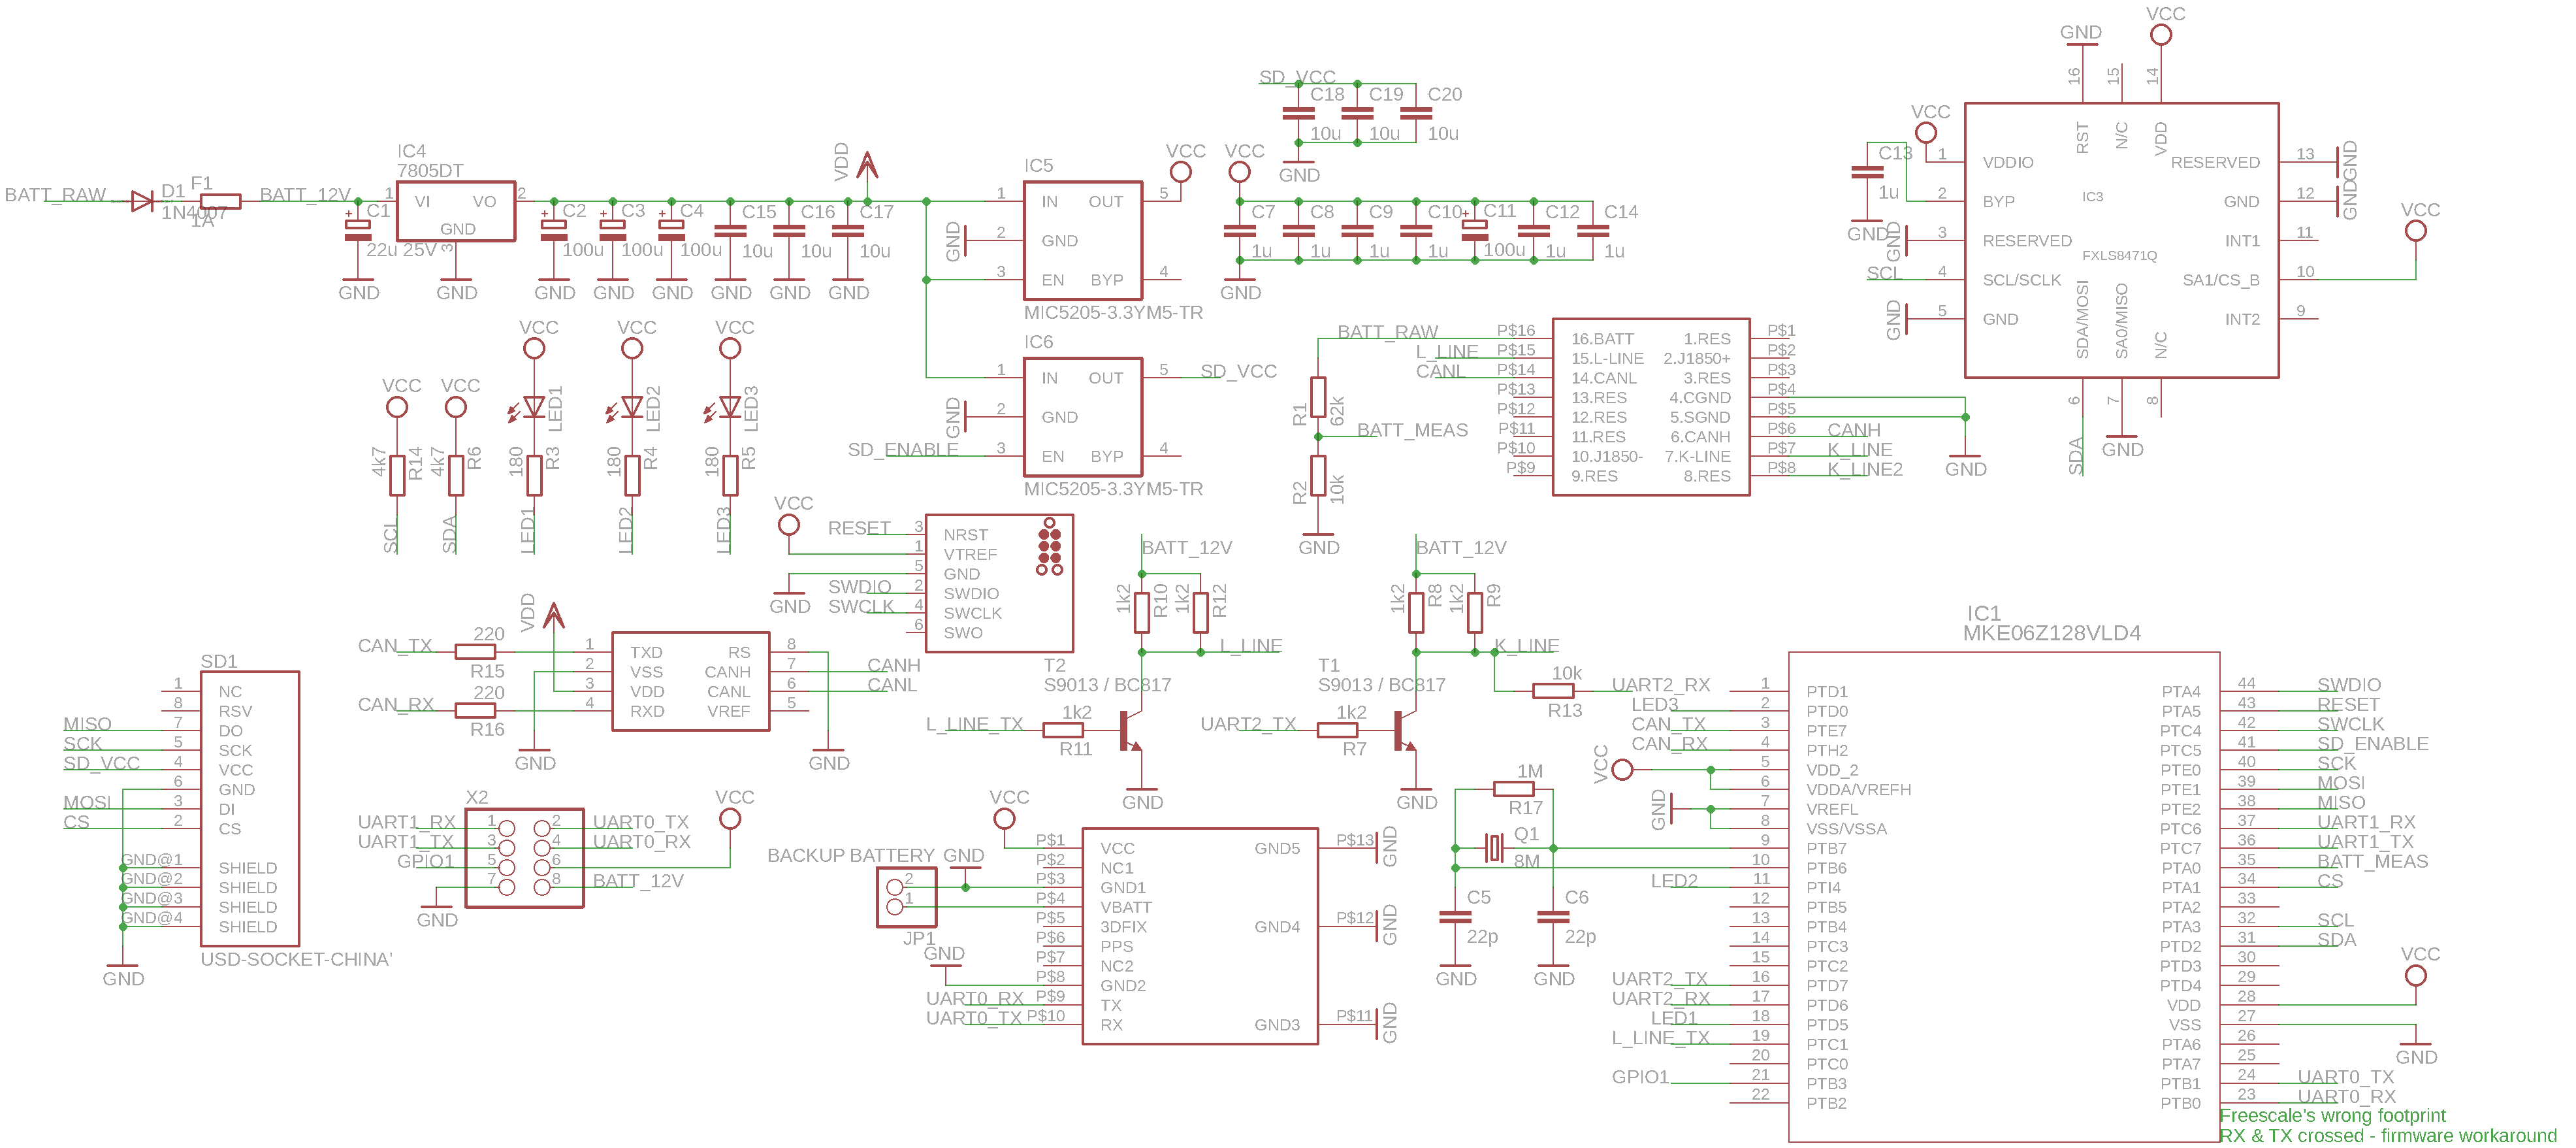 BATT_RAW
D1
1N4007
F1
1A
BATT_12V
C1
22u 25V
IC4
7805DT
1
VI
VO
2
GND
3
GND
GND
C2
100u
GND
C3
100u
GND
C4
100u
GND
C15
10u
GND
C16
10u
GND
C17
10u
GND
VDD
IC5
1
IN
OUT
5
VCC
GND
2
GND
3
EN
BYP
4
MIC5205-3.3YM5-TR
IC6
1
IN
OUT
5
SD_VCC
GND
2
GND
SD_ENABLE
3
EN
BYP
4
MIC5205-3.3YM5-TR
SD_VCC
C18
10u
C19
10u
C20
10u
GND
VCC
C7
1u
C8
1u
C9
1u
C10
1u
C11
100u
C12
1u
C14
1u
GND
BATT_RAW
L_LINE
CANL
R1
62k
BATT_MEAS
R2
10k
GND
P$16
P$15
P$14
P$13
P$12
P$11
P$10
P$9
16.BATT
15.L-LINE
14.CANL
13.RES
12.RES
11.RES
10.J1850-
9.RES
1.RES
2.J1850+
3.RES
4.CGND
5.SGND
6.CANH
7.K-LINE
8.RES
P$1
P$2
P$3
P$4
P$5
P$6
P$7
P$8
CANH
K_LINE
K_LINE2
GND
GND
VCC
16
15
14
RST
N/C
VDD
VCC
C13
1u
GND
GND
SCL
GND
1
2
3
4
5
VDDIO
BYP
RESERVED
SCL/SCLK
GND
IC3
FXLS8471Q
RESERVED
GND
INT1
SA1/CS_B
INT2
13
12
11
10
9
GND
GND
VCC
SDA/MOSI
SA0/MISO
N/C
6
7
8
SDA
GND
VCC
4k7
R14
SCL
VCC
4k7
R6
SDA
VCC
LED1
180
R3
LED1
VCC
LED2
180
R4
LED2
VCC
LED3
180
R5
LED3
VCC
GND
RESET
SWDIO
SWCLK
3
1
5
2
4
6
NRST
VTREF
GND
SWDIO
SWCLK
SWO
VDD
CAN_TX
220
R15
CAN_RX
220
R16
GND
1
2
3
4
TXD
VSS
VDD
RXD
RS
CANH
CANL
VREF
8
7
6
5
CANH
CANL
GND
BATT_12V
1k2
R10
1k2
R12
L_LINE
T2
S9013 / BC817
L_LINE_TX
1k2
R11
GND
BATT_12V
1k2
R8
1k2
R9
K_LINE
T1
S9013 / BC817
UART2_TX
1k2
R7
GND
10k
R13
SD1
MISO
SCK
SD_VCC
MOSI
CS
1
8
7
5
4
6
3
2
GND@1
GND@2
GND@3
GND@4
NC
RSV
DO
SCK
VCC
GND
DI
CS
SHIELD
SHIELD
SHIELD
SHIELD
GND
USD-SOCKET-CHINA'
X2
UART1_RX
UART1_TX
GPIO1
1
3
5
7
2
4
6
8
UART0_TX
UART0_RX
BATT_12V
VCC
GND
BACKUP BATTERY
GND
2
1
JP1
GND
VCC
UART0_RX
UART0_TX
P$1
P$2
P$3
P$4
P$5
P$6
P$7
P$8
P$9
P$10
VCC
NC1
GND1
VBATT
3DFIX
PPS
NC2
GND2
TX
RX
GND5
GND4
GND3
P$13
P$12
P$11
GND
GND
GND
1M
R17
Q1
8M
C5
22p
GND
C6
22p
GND
IC1
MKE06Z128VLD4
UART2_RX
LED3
CAN_TX
CAN_RX
VCC
GND
LED2
UART2_TX
UART2_RX
LED1
L_LINE_TX
GPIO1
1
2
3
4
5
6
7
8
9
10
11
12
13
14
15
16
17
18
19
20
21
22
PTD1
PTD0
PTE7
PTH2
VDD_2
VDDA/VREFH
VREFL
VSS/VSSA
PTB7
PTB6
PTI4
PTB5
PTB4
PTC3
PTC2
PTD7
PTD6
PTD5
PTC1
PTC0
PTB3
PTB2
PTA4
PTA5
PTC4
PTC5
PTE0
PTE1
PTE2
PTC6
PTC7
PTA0
PTA1
PTA2
PTA3
PTD2
PTD3
PTD4
VDD
VSS
PTA6
PTA7
PTB1
PTB0
44
43
42
41
40
39
38
37
36
35
34
33
32
31
30
29
28
27
26
25
24
23
SWDIO
RESET
SWCLK
SD_ENABLE
SCK
MOSI
MISO
UART1_RX
UART1_TX
BATT_MEAS
CS
SCL
SDA
VCC
GND
UART0_TX
UART0_RX
Freescale's wrong footprint
RX & TX crossed - firmware workaround